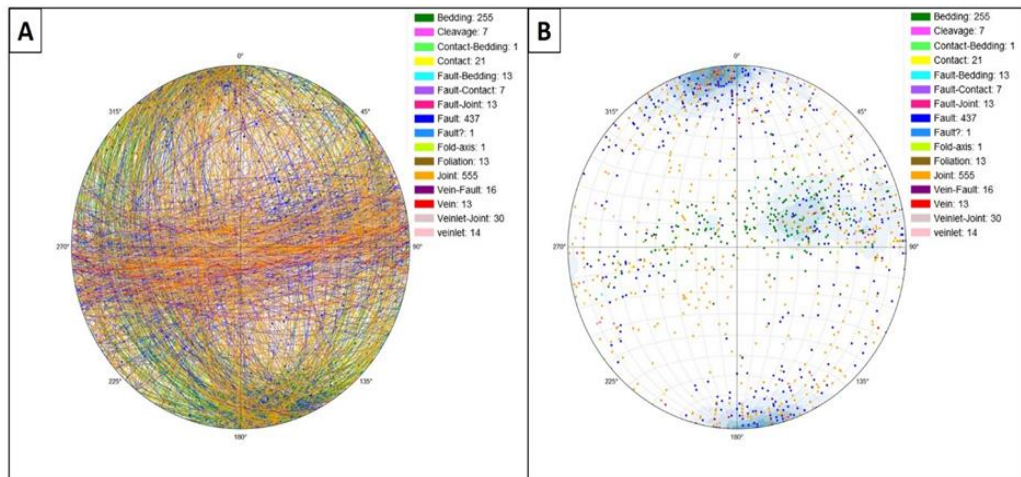 A
Bedding: 255
Cleavage: 7
Contact-Bedding: 1
Contact: 21
Fault-Bedding: 13
Fault-Contact: 7
Fault-Joint: 13
Fault: 437
Fault?: 1
Fold-axis: 1
Foliation: 13
Joint: 555
Vein-Fault: 16
Vein: 13
Veinlet-Joint: 30
veinlet: 14
0°
45°
90°
135°
180°
225°
270°
315°
B
Bedding: 255
Cleavage: 7
Contact-Bedding: 1
Contact: 21
Fault-Bedding: 13
Fault-Contact: 7
Fault-Joint: 13
Fault: 437
Fault?: 1
Fold-axis: 1
Foliation: 13
Joint: 555
Vein-Fault: 16
Vein: 13
Veinlet-Joint: 30
veinlet: 14
0°
45°
90°
135°
180°
225°
270°
315°